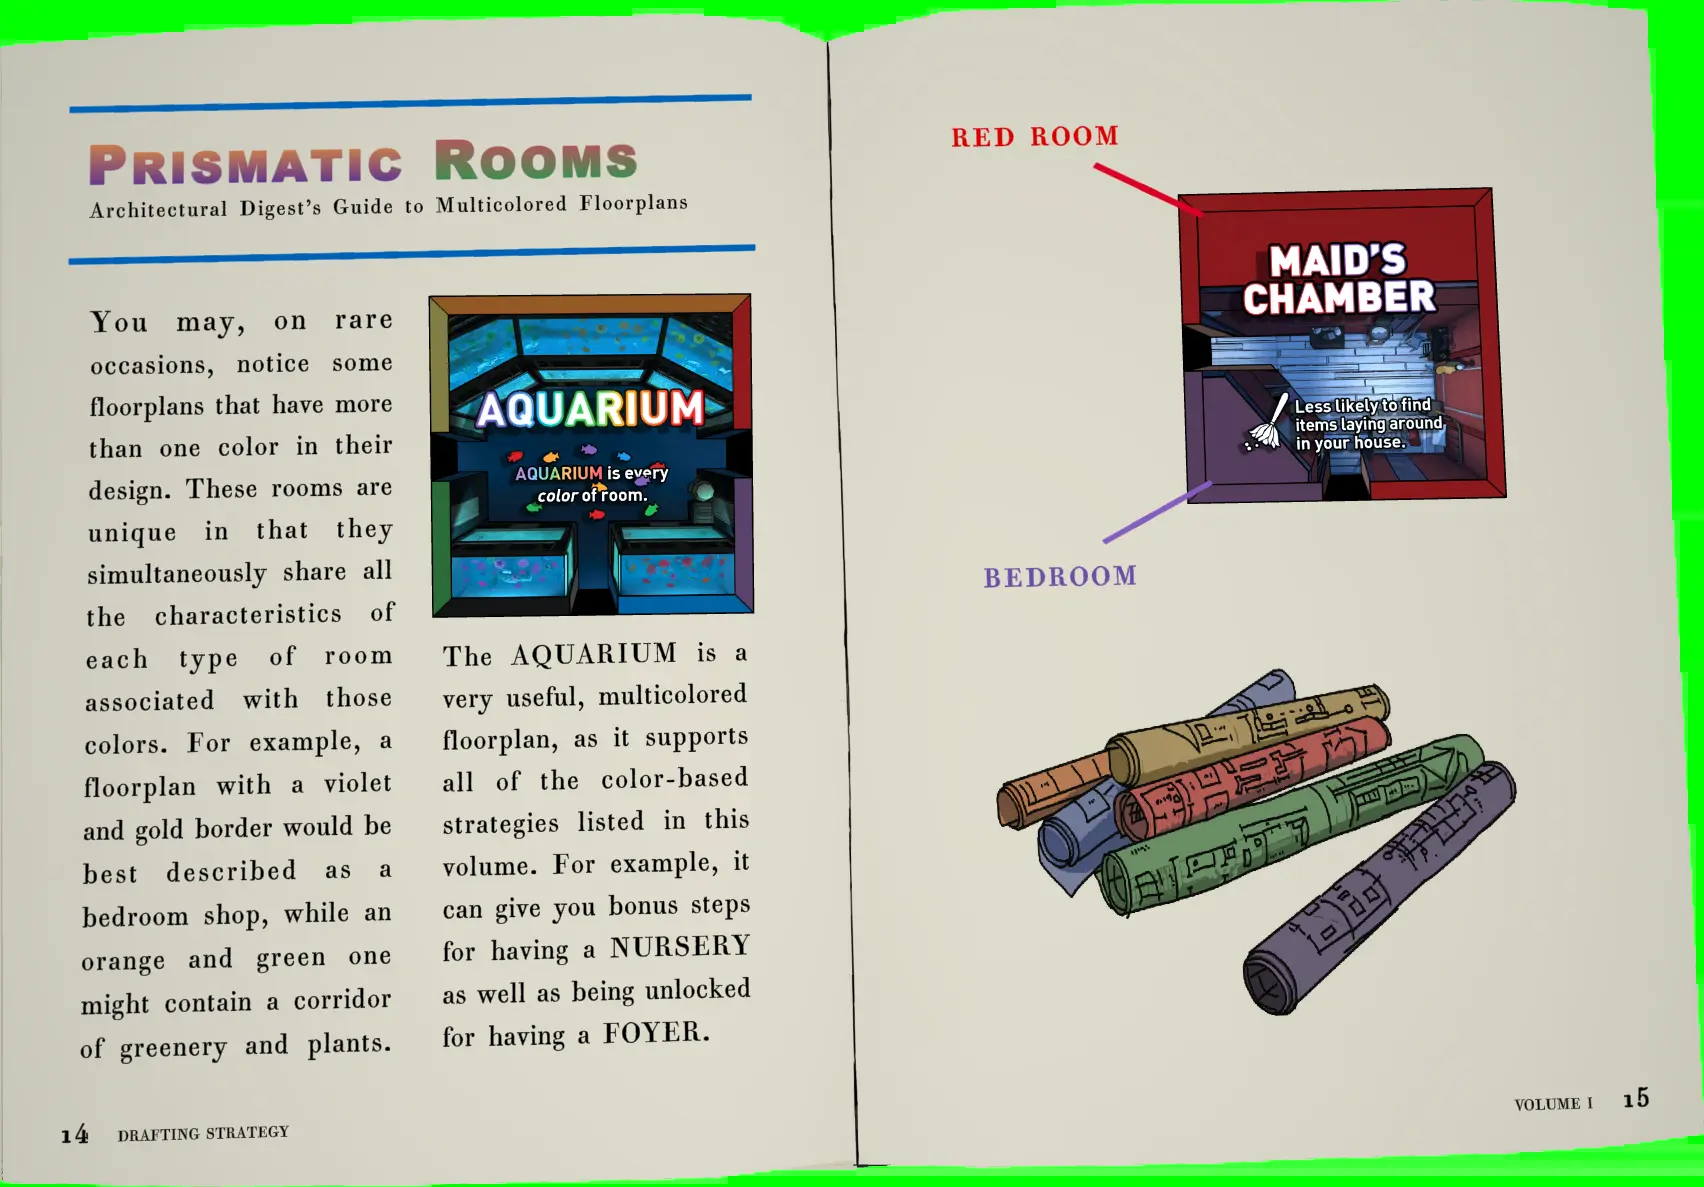 PRISMATIC ROOMS
Architectural Digest's Guide to Multicolored Floorplans
You may, on rare
occasions, notice some
floorplans that have more
than one color in their
design. These rooms are
unique in that they
simultaneously share all
the characteristics of
each type of room
associated with those
colors. For example, a
floorplan with a violet
and gold border would be
best described as a
bedroom shop, while an
orange and green one
might contain a corridor
of greenery and plants.
AQUARIUM
AQUARIUM is every
color of room.
The AQUARIUM is a
very useful, multicolored
floorplan, as it supports
all of the color-based
strategies listed in this
volume. For example, it
can give you bonus steps
for having a NURSERY
as well as being unlocked
for having a FOYER.
14 DRAFTING STRATEGY
RED ROOM
MAID'S
CHAMBER
Less likely to find
items laying around
in your house.
BEDROOM
VOLUME I 15